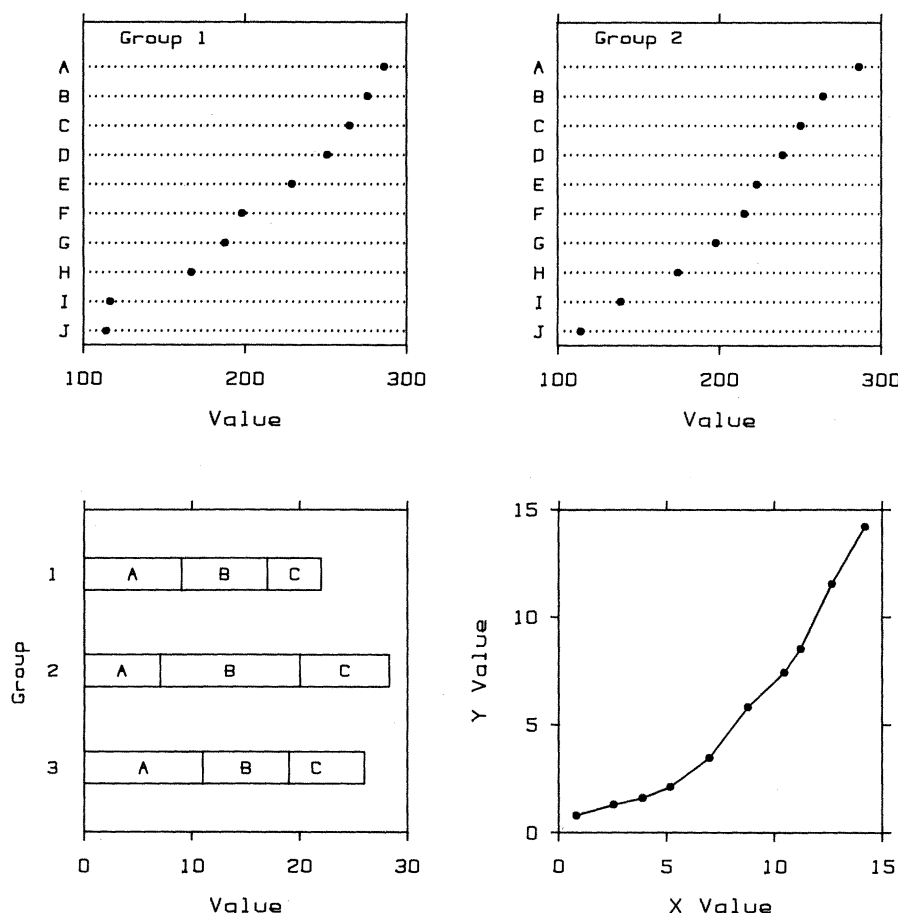 Group 1
A
B
C
D
E
F
G
H
I
J
100 200 300
Value
Group 2
A
B
C
D
E
F
G
H
I
J
100 200 300
Value
Group
1 A B C
2 A B C
3 A B C
0 10 20 30
Value
Y Value
15
10
5
0
0 5 10 15
X Value